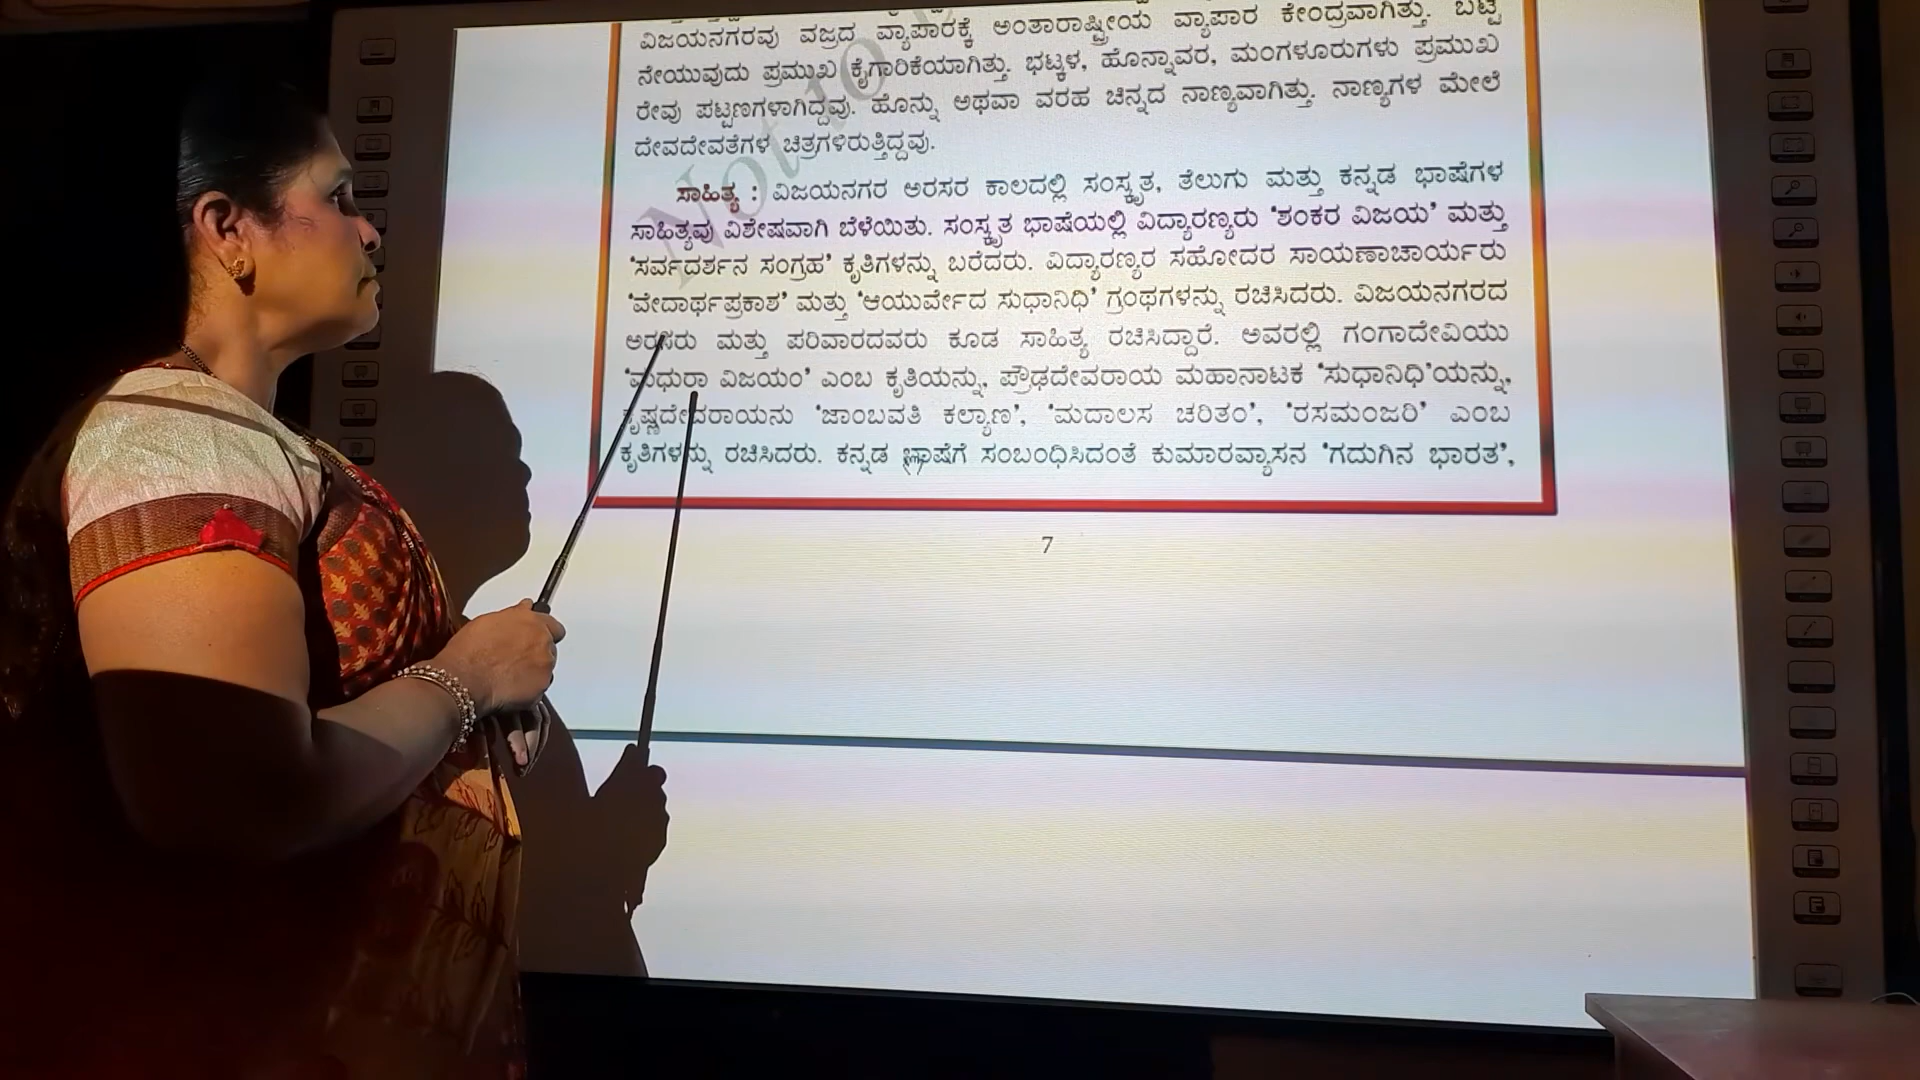 ವಿಜಯನಗರವು ವಜ್ರದ ವ್ಯಾಪಾರಕ್ಕೆ ಅಂತಾರಾಷ್ಟ್ರೀಯ ವ್ಯಾಪಾರ ಕೇಂದ್ರವಾಗಿತ್ತು. ಬಟ್ಟೆ
ನೇಯುವುದು ಪ್ರಮುಖ ಕೈಗಾರಿಕೆಯಾಗಿತ್ತು. ಭಟ್ಕಳ, ಹೊನ್ನಾವರ, ಮಂಗಳೂರುಗಳು ಪ್ರಮುಖ
ರೇವು ಪಟ್ಟಣಗಳಾಗಿದ್ದವು. ಹೊನ್ನು ಅಥವಾ ವರಹ ಚಿನ್ನದ ನಾಣ್ಯವಾಗಿತ್ತು. ನಾಣ್ಯಗಳ ಮೇಲೆ
ದೇವದೇವತೆಗಳ ಚಿತ್ರಗಳಿರುತ್ತಿದ್ದವು.
ಸಾಹಿತ್ಯ : ವಿಜಯನಗರ ಅರಸರ ಕಾಲದಲ್ಲಿ ಸಂಸ್ಕೃತ, ತೆಲುಗು ಮತ್ತು ಕನ್ನಡ ಭಾಷೆಗಳ
ಸಾಹಿತ್ಯವು ವಿಶೇಷವಾಗಿ ಬೆಳೆಯಿತು. ಸಂಸ್ಕೃತ ಭಾಷೆಯಲ್ಲಿ ವಿದ್ಯಾರಣ್ಯರು 'ಶಂಕರ ವಿಜಯ' ಮತ್ತು
'ಸರ್ವದರ್ಶನ ಸಂಗ್ರಹ' ಕೃತಿಗಳನ್ನು ಬರೆದರು. ವಿದ್ಯಾರಣ್ಯರ ಸಹೋದರ ಸಾಯಣಾಚಾರ್ಯರು
'ವೇದಾರ್ಥಪ್ರಕಾಶ' ಮತ್ತು 'ಆಯುರ್ವೇದ ಸುಧಾನಿಧಿ' ಗ್ರಂಥಗಳನ್ನು ರಚಿಸಿದರು. ವಿಜಯನಗರದ
ಅರಸರು ಮತ್ತು ಪರಿವಾರದವರು ಕೂಡ ಸಾಹಿತ್ಯ ರಚಿಸಿದ್ದಾರೆ. ಅವರಲ್ಲಿ ಗಂಗಾದೇವಿಯು
'ಮಧುರಾ ವಿಜಯಂ' ಎಂಬ ಕೃತಿಯನ್ನು, ಪ್ರೌಢದೇವರಾಯ ಮಹಾನಾಟಕ 'ಸುಧಾನಿಧಿ'ಯನ್ನು,
ಕೃಷ್ಣದೇವರಾಯನು 'ಜಾಂಬವತಿ ಕಲ್ಯಾಣ', 'ಮದಾಲಸ ಚರಿತಂ', 'ರಸಮಂಜರಿ' ಎಂಬ
ಕೃತಿಗಳನ್ನು ರಚಿಸಿದರು. ಕನ್ನಡ ಭಾಷೆಗೆ ಸಂಬಂಧಿಸಿದಂತೆ ಕುಮಾರವ್ಯಾಸನ 'ಗದುಗಿನ ಭಾರತ',
7
Not to